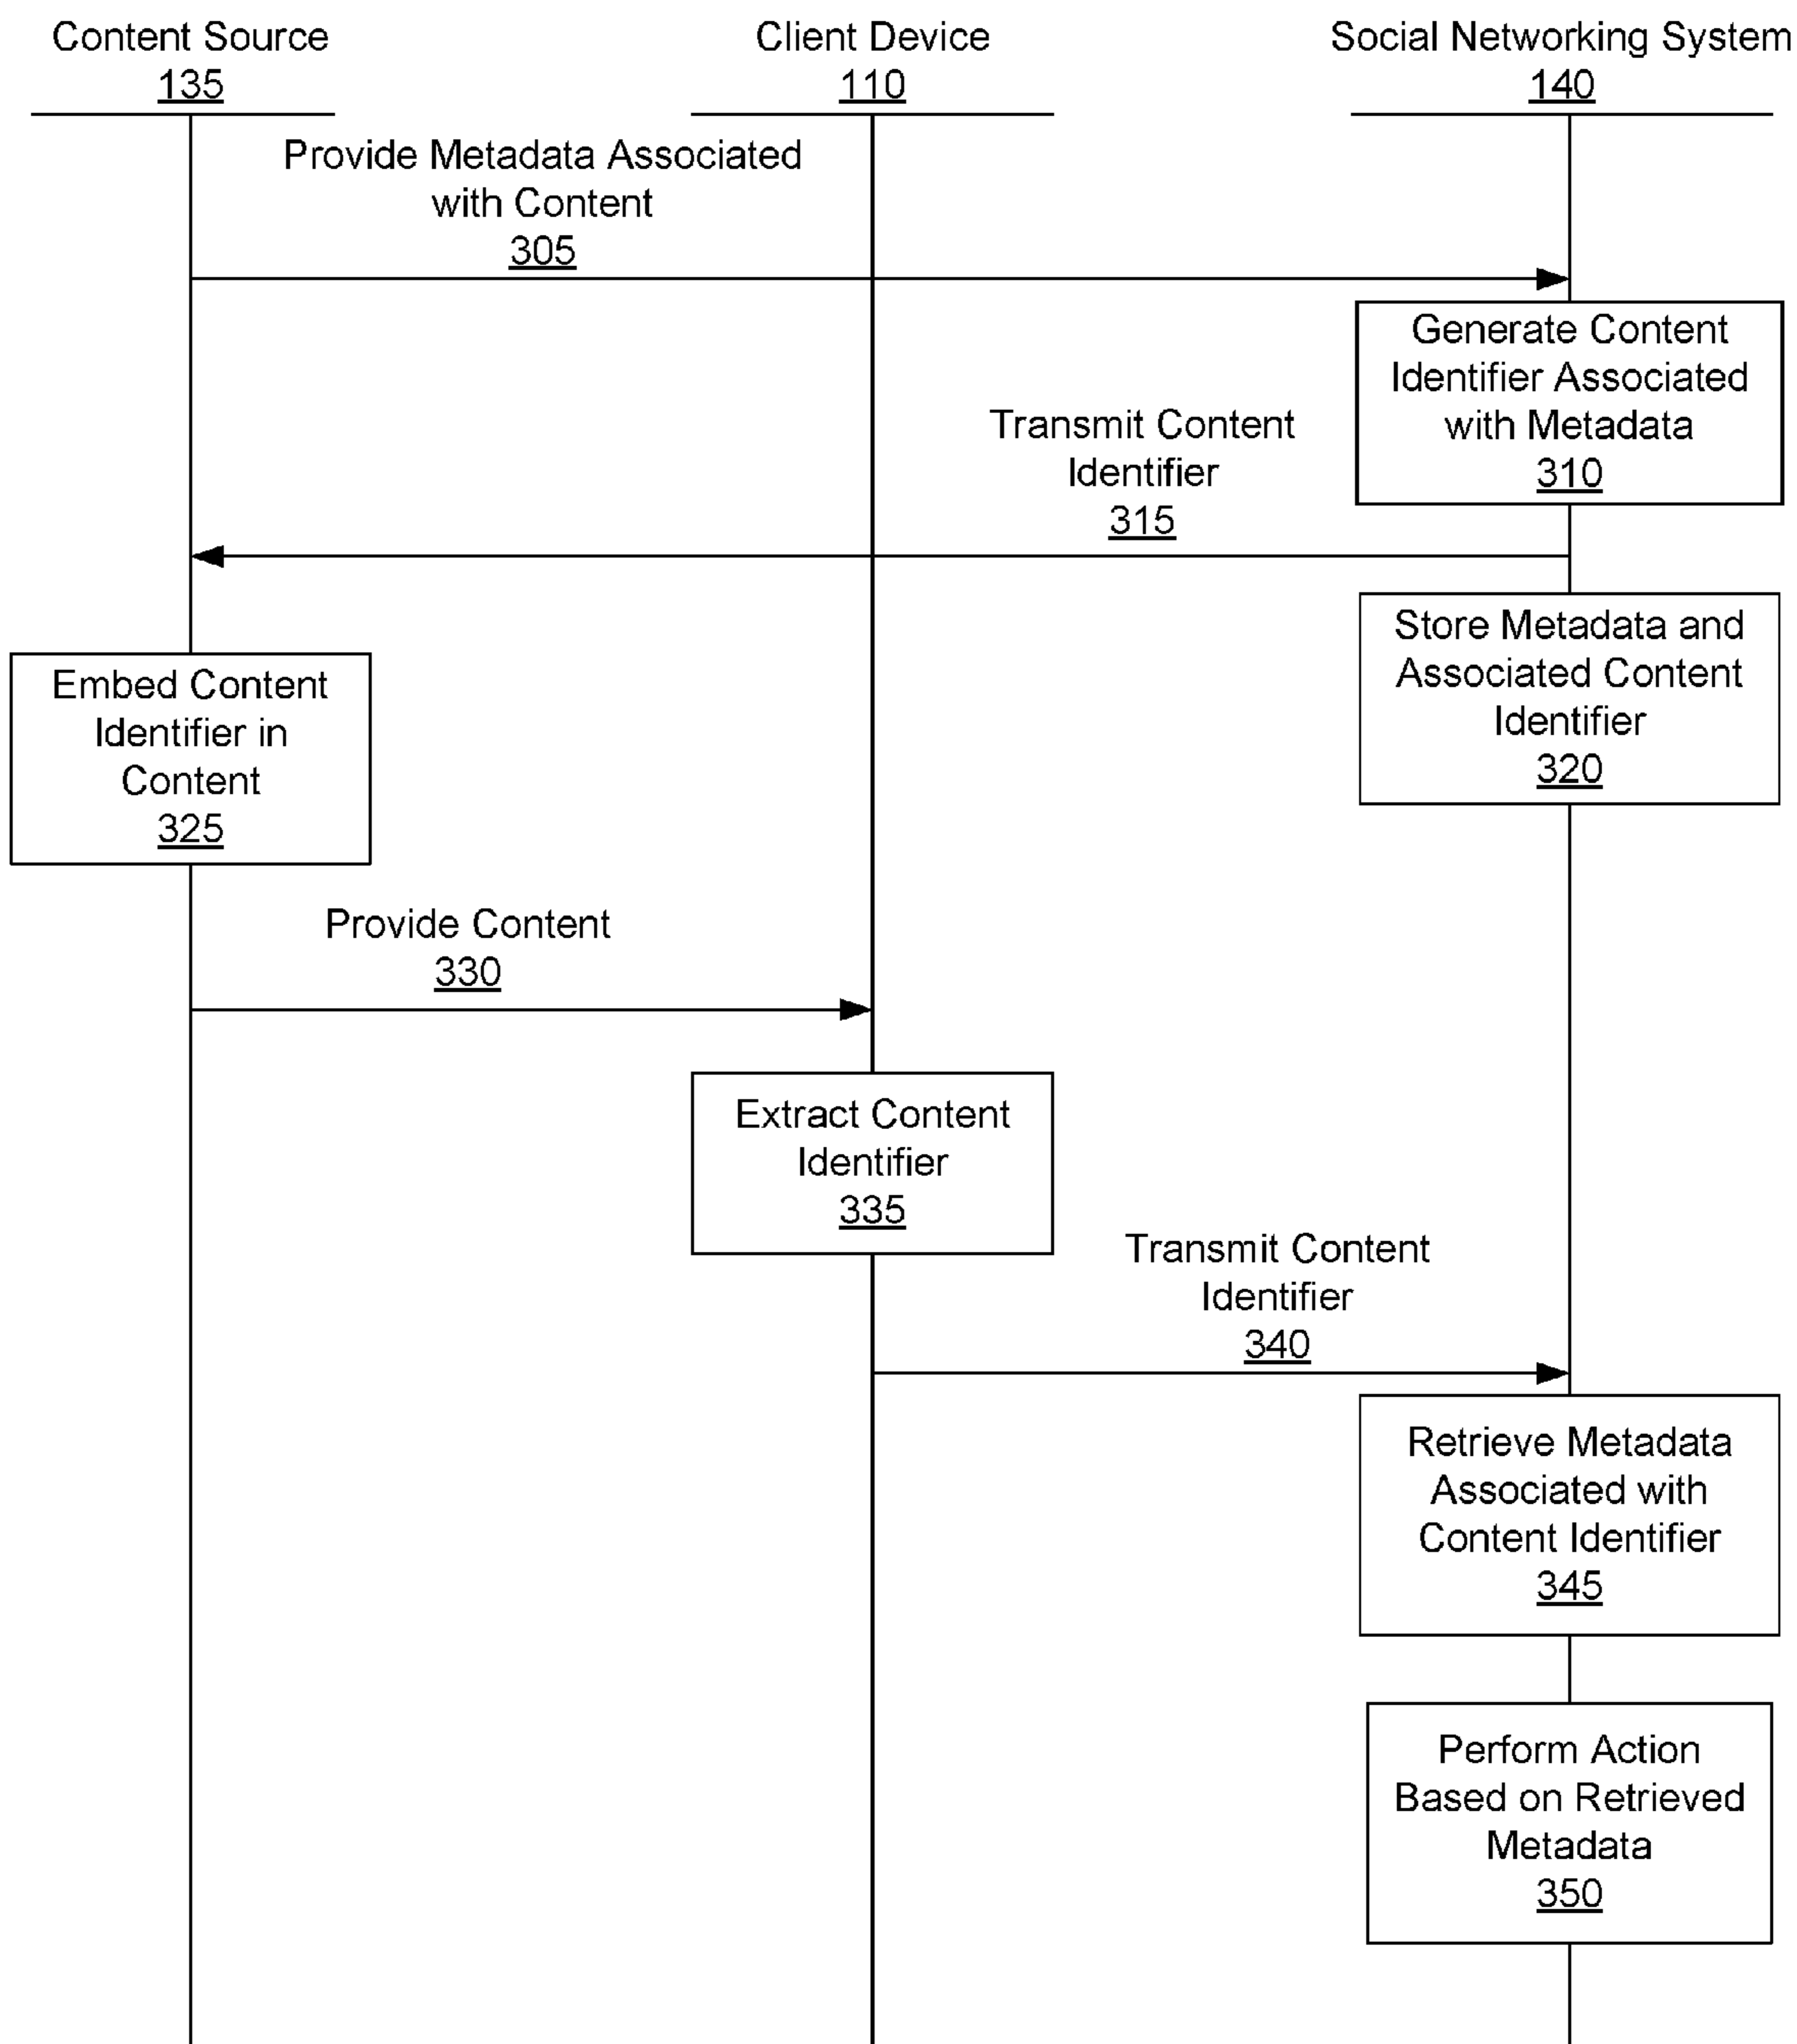 Content Source
135
Client Device
110
Social Networking System
140
Provide Metadata Associated
with Content
305
Generate Content
Identifier Associated
with Metadata
310
Transmit Content
Identifier
315
Store Metadata and
Associated Content
Identifier
320
Embed Content
Identifier in
Content
325
Provide Content
330
Extract Content
Identifier
335
Transmit Content
Identifier
340
Retrieve Metadata
Associated with
Content Identifier
345
Perform Action
Based on Retrieved
Metadata
350